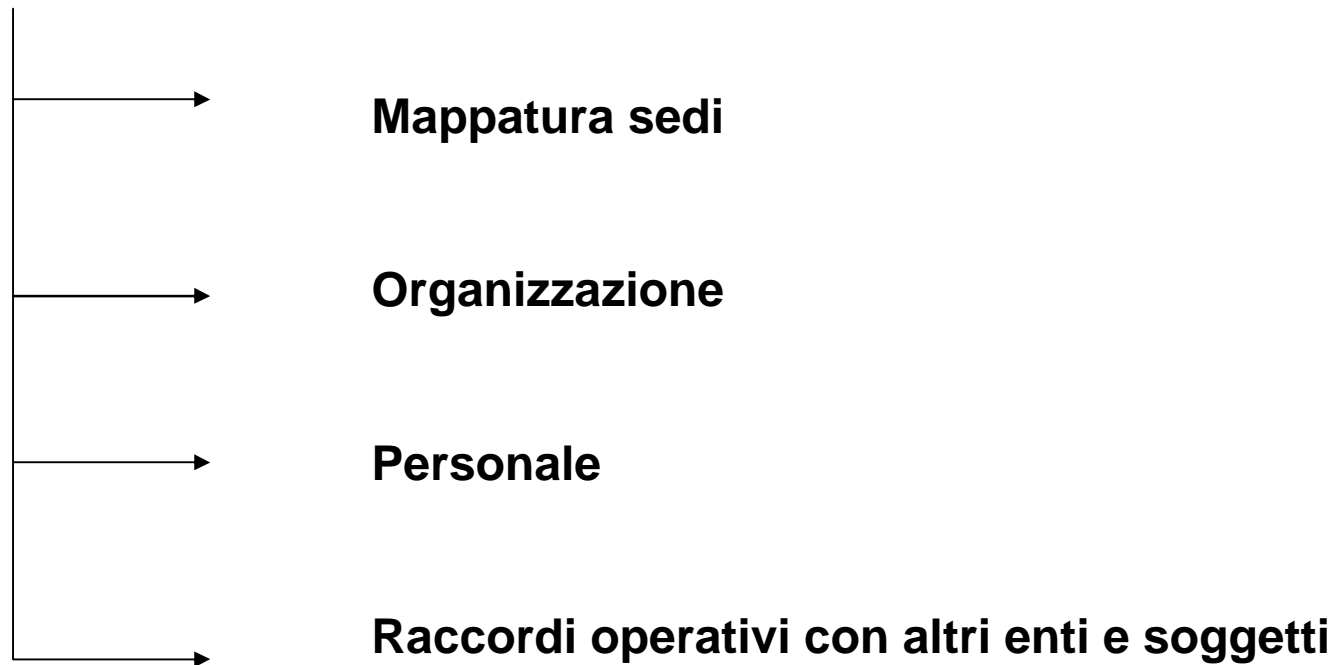 Mappatura sedi
Organizzazione
Personale
Raccordi operativi con altri enti e soggetti